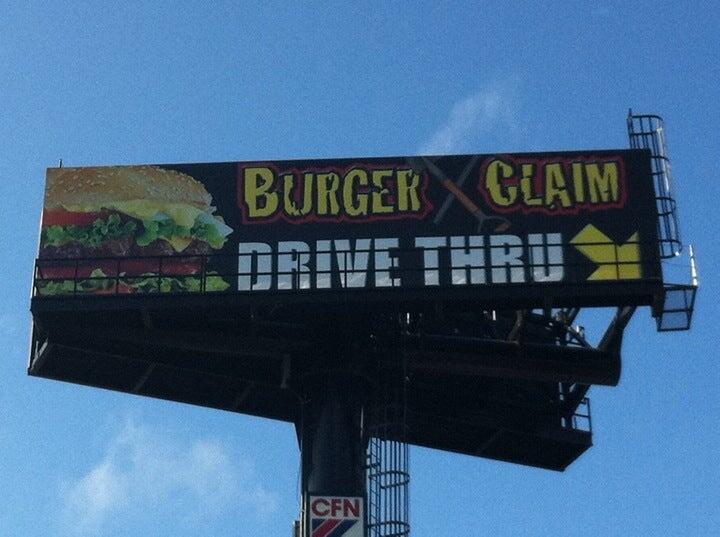 BURGER CLAIM
DRIVE THRU
CFN